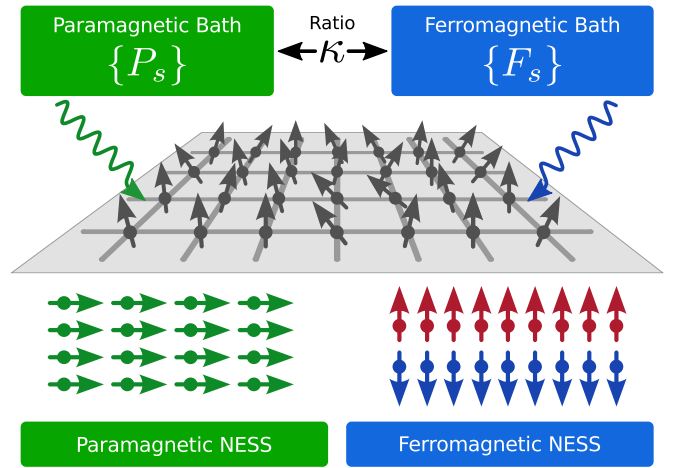 Paramagnetic Bath
{P_s}
Ratio
κ
Ferromagnetic Bath
{F_s}
Paramagnetic NESS
Ferromagnetic NESS